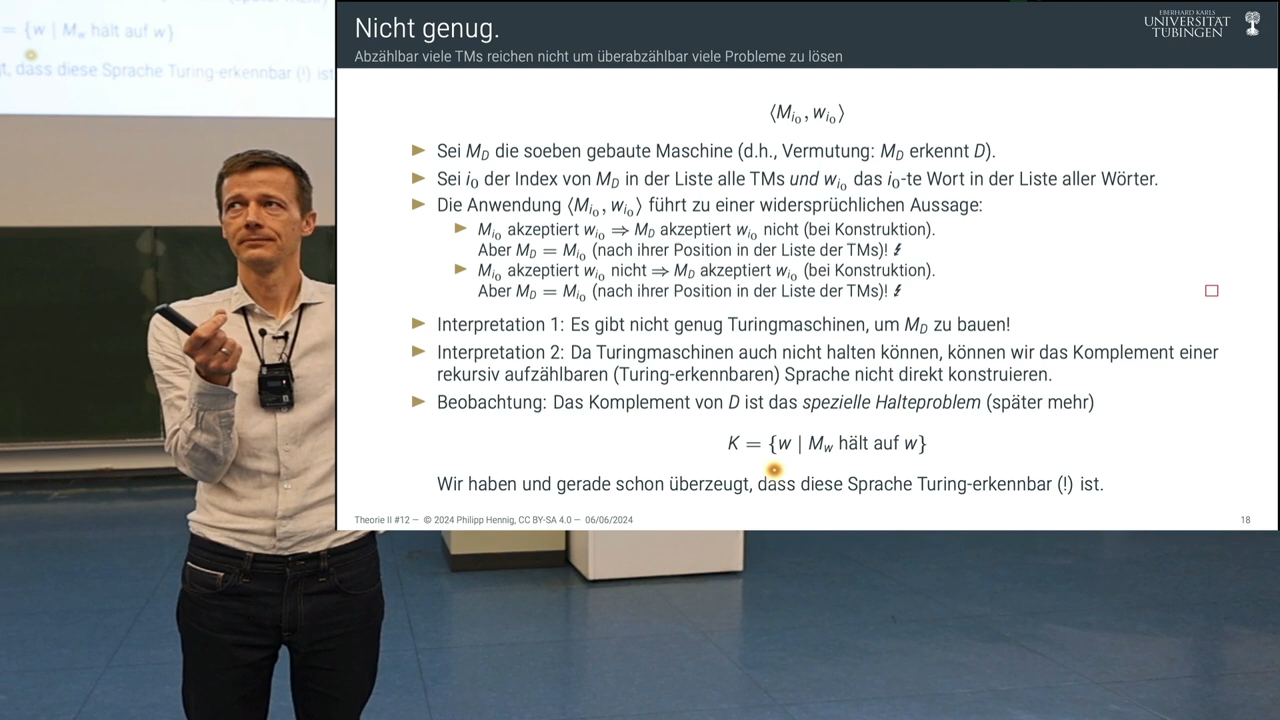 (später mehr)
= {w | M_w hält auf w}
t, dass diese Sprache Turing-erkennbar (!) ist
Nicht genug.
Abzählbar viele TMs reichen nicht um überabzählbar viele Probleme zu lösen
EBERHARD KARLS
UNIVERSITÄT
TÜBINGEN
⟨M_{i_0}, w_{i_0}⟩
▶ Sei M_D die soeben gebaute Maschine (d.h., Vermutung: M_D erkennt D).
▶ Sei i_0 der Index von M_D in der Liste alle TMs und w_{i_0} das i_0-te Wort in der Liste aller Wörter.
▶ Die Anwendung ⟨M_{i_0}, w_{i_0}⟩ führt zu einer widersprüchlichen Aussage:
▶ M_{i_0} akzeptiert w_{i_0} ⇒ M_D akzeptiert w_{i_0} nicht (bei Konstruktion).
Aber M_D = M_{i_0} (nach ihrer Position in der Liste der TMs)! ⚡
▶ M_{i_0} akzeptiert w_{i_0} nicht ⇒ M_D akzeptiert w_{i_0} (bei Konstruktion).
Aber M_D = M_{i_0} (nach ihrer Position in der Liste der TMs)! ⚡ □
▶ Interpretation 1: Es gibt nicht genug Turingmaschinen, um M_D zu bauen!
▶ Interpretation 2: Da Turingmaschinen auch nicht halten können, können wir das Komplement einer
rekursiv aufzählbaren (Turing-erkennbaren) Sprache nicht direkt konstruieren.
▶ Beobachtung: Das Komplement von D ist das spezielle Halteproblem (später mehr)
K = {w | M_w hält auf w}
Wir haben und gerade schon überzeugt, dass diese Sprache Turing-erkennbar (!) ist.
Theorie II #12 — © 2024 Philipp Hennig, CC BY-SA 4.0 — 06/06/2024
18